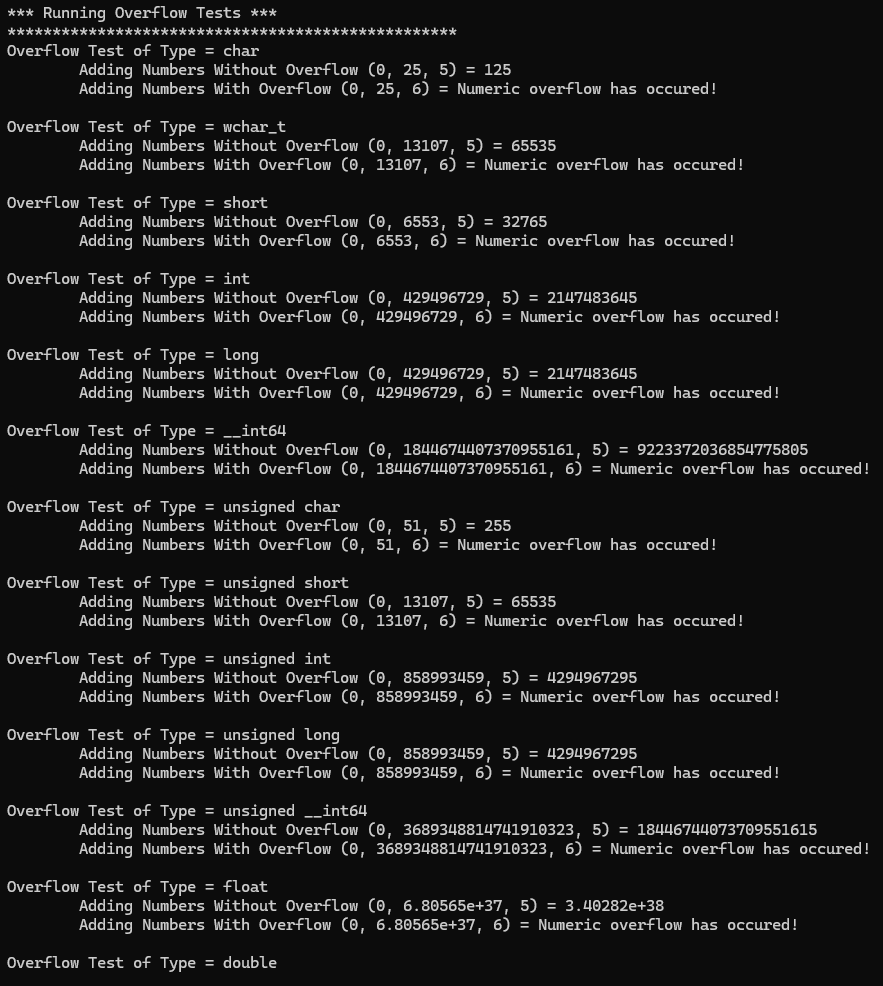 *** Running Overflow Tests ***
**************************************************
Overflow Test of Type = char
Adding Numbers Without Overflow (0, 25, 5) = 125
Adding Numbers With Overflow (0, 25, 6) = Numeric overflow has occured!
Overflow Test of Type = wchar_t
Adding Numbers Without Overflow (0, 13107, 5) = 65535
Adding Numbers With Overflow (0, 13107, 6) = Numeric overflow has occured!
Overflow Test of Type = short
Adding Numbers Without Overflow (0, 6553, 5) = 32765
Adding Numbers With Overflow (0, 6553, 6) = Numeric overflow has occured!
Overflow Test of Type = int
Adding Numbers Without Overflow (0, 429496729, 5) = 2147483645
Adding Numbers With Overflow (0, 429496729, 6) = Numeric overflow has occured!
Overflow Test of Type = long
Adding Numbers Without Overflow (0, 429496729, 5) = 2147483645
Adding Numbers With Overflow (0, 429496729, 6) = Numeric overflow has occured!
Overflow Test of Type = __int64
Adding Numbers Without Overflow (0, 1844674407370955161, 5) = 9223372036854775805
Adding Numbers With Overflow (0, 1844674407370955161, 6) = Numeric overflow has occured!
Overflow Test of Type = unsigned char
Adding Numbers Without Overflow (0, 51, 5) = 255
Adding Numbers With Overflow (0, 51, 6) = Numeric overflow has occured!
Overflow Test of Type = unsigned short
Adding Numbers Without Overflow (0, 13107, 5) = 65535
Adding Numbers With Overflow (0, 13107, 6) = Numeric overflow has occured!
Overflow Test of Type = unsigned int
Adding Numbers Without Overflow (0, 858993459, 5) = 4294967295
Adding Numbers With Overflow (0, 858993459, 6) = Numeric overflow has occured!
Overflow Test of Type = unsigned long
Adding Numbers Without Overflow (0, 858993459, 5) = 4294967295
Adding Numbers With Overflow (0, 858993459, 6) = Numeric overflow has occured!
Overflow Test of Type = unsigned __int64
Adding Numbers Without Overflow (0, 3689348814741910323, 5) = 18446744073709551615
Adding Numbers With Overflow (0, 3689348814741910323, 6) = Numeric overflow has occured!
Overflow Test of Type = float
Adding Numbers Without Overflow (0, 6.80565e+37, 5) = 3.40282e+38
Adding Numbers With Overflow (0, 6.80565e+37, 6) = Numeric overflow has occured!
Overflow Test of Type = double